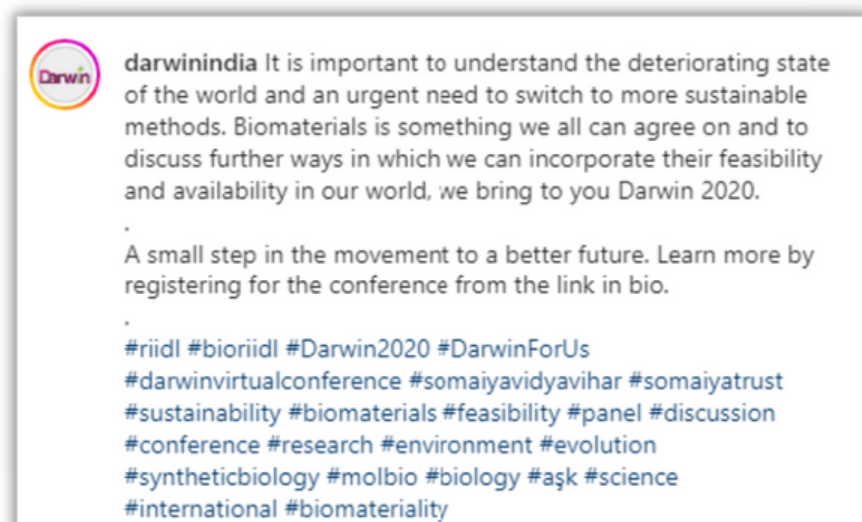 Darwin
darwinindia It is important to understand the deteriorating state
of the world and an urgent need to switch to more sustainable
methods. Biomaterials is something we all can agree on and to
discuss further ways in which we can incorporate their feasibility
and availability in our world, we bring to you Darwin 2020.
.
A small step in the movement to a better future. Learn more by
registering for the conference from the link in bio.
.
#riidl #bioriidl #Darwin2020 #DarwinForUs
#darwinvirtualconference #somaiyavidyavihar #somaiyatrust
#sustainability #biomaterials #feasibility #panel #discussion
#conference #research #environment #evolution
#syntheticbiology #molbio #biology #aşk #science
#international #biomateriality